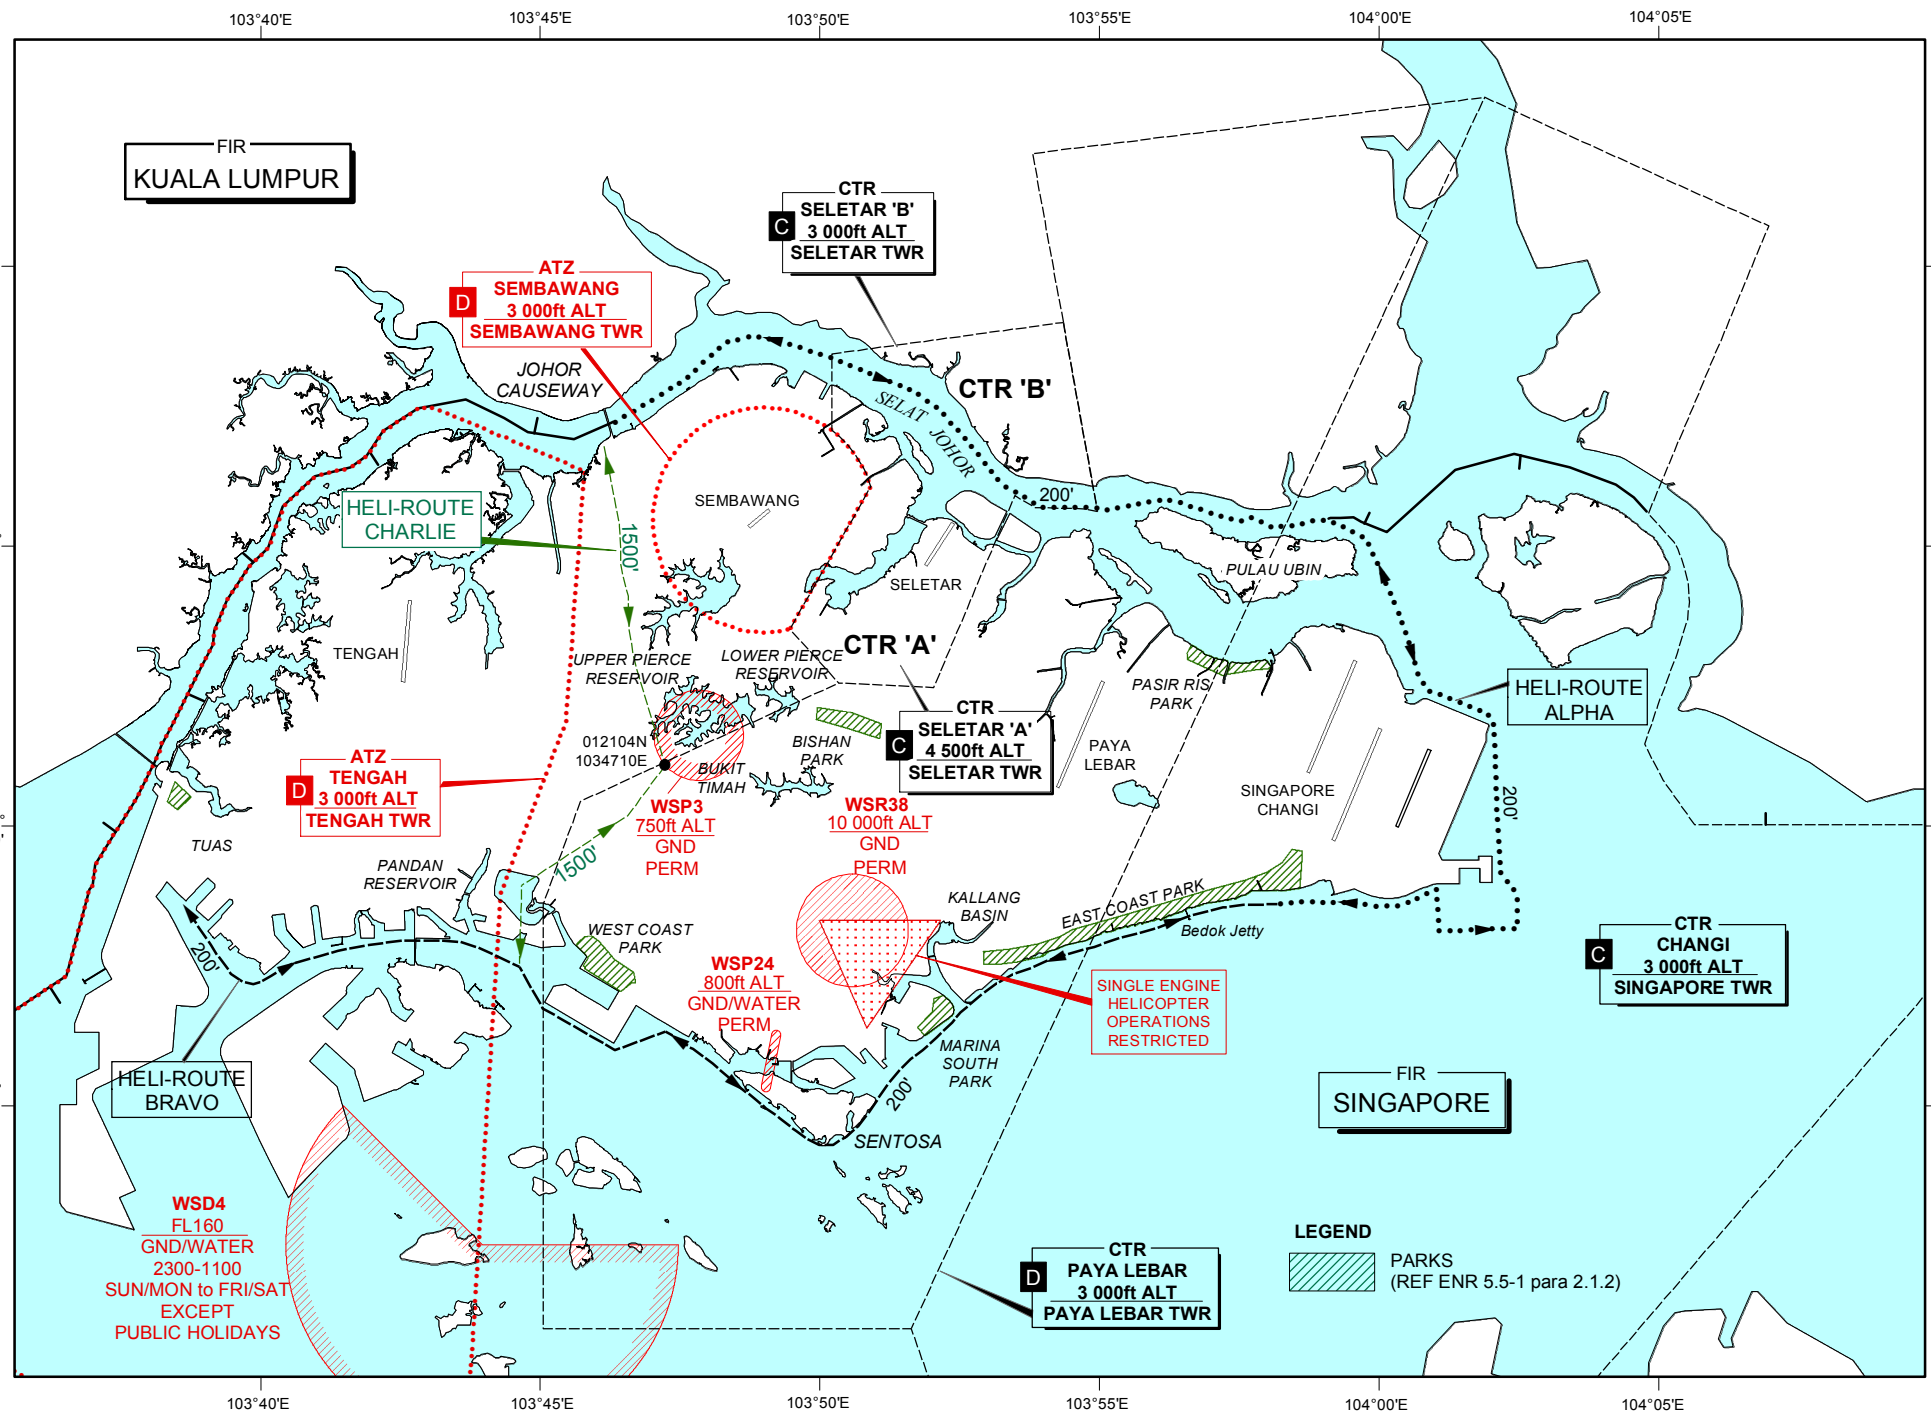 103°40'E
103°45'E
103°50'E
103°55'E
104°00'E
104°05'E
FIR
KUALA LUMPUR
CTR
SELETAR 'B'
C
3 000ft ALT
SELETAR TWR
ATZ
SEMBAWANG
D
3 000ft ALT
SEMBAWANG TWR
JOHOR
CAUSEWAY
CTR 'B'
SELAT JOHOR
200'
HELI-ROUTE
CHARLIE
1500'
SEMBAWANG
SELETAR
PULAU UBIN
TENGAH
CTR 'A'
UPPER PIERCE
RESERVOIR
LOWER PIERCE
RESERVOIR
PASIR RIS
PARK
HELI-ROUTE
ALPHA
CTR
SELETAR 'A'
C
4 500ft ALT
SELETAR TWR
012104N
1034710E
BISHAN
PARK
BUKIT
TIMAH
PAYA
LEBAR
SINGAPORE
CHANGI
200'
ATZ
TENGAH
D
3 000ft ALT
TENGAH TWR
WSP3
750ft ALT
GND
PERM
WSR38
10 000ft ALT
GND
PERM
TUAS
PANDAN
RESERVOIR
1500'
KALLANG
BASIN
EAST COAST PARK
Bedok Jetty
WEST COAST
PARK
200'
WSP24
800ft ALT
GND/WATER
PERM
SINGLE ENGINE
HELICOPTER
OPERATIONS
RESTRICTED
CTR
CHANGI
C
3 000ft ALT
SINGAPORE TWR
HELI-ROUTE
BRAVO
MARINA
SOUTH
PARK
200'
SENTOSA
FIR
SINGAPORE
WSD4
FL160
GND/WATER
2300-1100
SUN/MON to FRI/SAT
EXCEPT
PUBLIC HOLIDAYS
CTR
PAYA LEBAR
D
3 000ft ALT
PAYA LEBAR TWR
LEGEND
PARKS
(REF ENR 5.5-1 para 2.1.2)
103°40'E
103°45'E
103°50'E
103°55'E
104°00'E
104°05'E